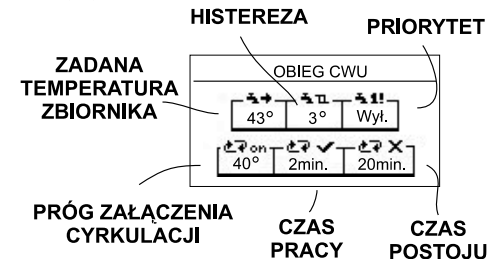 HISTEREZA
PRIORYTET
ZADANA
TEMPERATURA
ZBIORNIKA
OBIEG CWU
1!
43° 3° Wył.
on
40° 2min. 20min.
PRÓG ZAŁĄCZENIA
CYRKULACJI
CZAS
PRACY
CZAS
POSTOJU